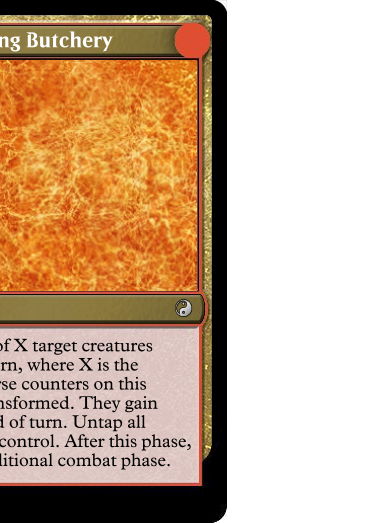 ng Butchery
of X target creatures
rn, where X is the
rse counters on this
nsformed. They gain
d of turn. Untap all
control. After this phase,
ditional combat phase.